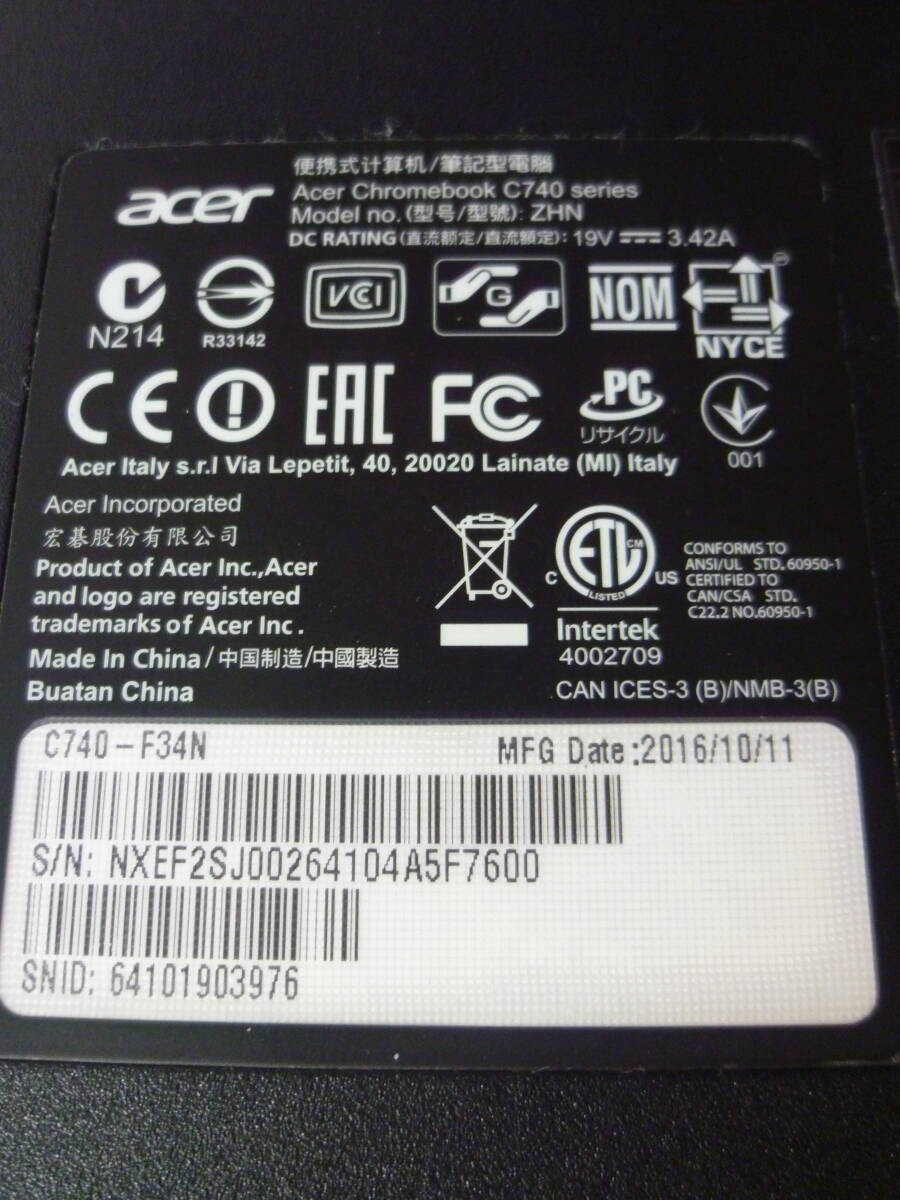 便携式计算机/筆記型電腦
acer
Acer Chromebook C740 series
Model no.(型号/型號): ZHN
DC RATING(直流额定/直流額定): 19V ⎓ 3.42A
N214
R33142
VCI
G
NOM
NYCE
CE
EAC
FC
PC
リサイクル
001
Acer Italy s.r.l Via Lepetit, 40, 20020 Lainate (MI) Italy
Acer Incorporated
宏碁股份有限公司
Product of Acer Inc.,Acer
and logo are registered
trademarks of Acer Inc.
Made In China/中国制造/中國製造
Buatan China
ETL CM
LISTED
C US
Intertek
4002709
CONFORMS TO
ANSI/UL STD.60950-1
CERTIFIED TO
CAN/CSA STD.
C22.2 NO.60950-1
CAN ICES-3 (B)/NMB-3(B)
C740-F34N
MFG Date:2016/10/11
S/N: NXEF2SJ00264104A5F7600
SNID: 64101903976